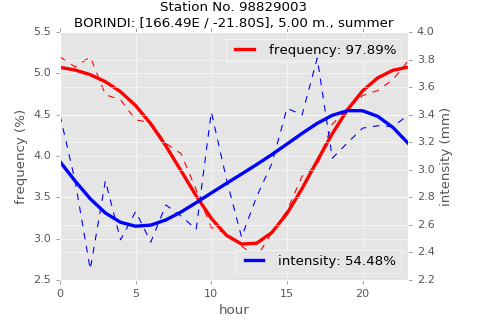 Station No. 98829003
BORINDI: [166.49E / -21.80S], 5.00 m., summer
frequency: 97.89%
intensity: 54.48%
frequency (%)
5.5
5.0
4.5
4.0
3.5
3.0
2.5
intensity (mm)
4.0
3.8
3.6
3.4
3.2
3.0
2.8
2.6
2.4
2.2
0 5 10 15 20
hour